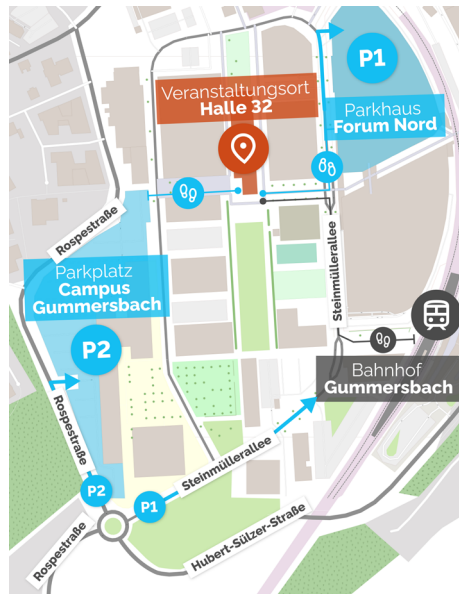 P1
Veranstaltungsort
Halle 32
Parkhaus
Forum Nord
Rospestraße
Parkplatz
Campus
Gummersbach
Steinmüllerallee
P2
Bahnhof
Gummersbach
Rospestraße
Steinmüllerallee
P2
P1
Hubert-Sülzer-Straße
Rospestraße